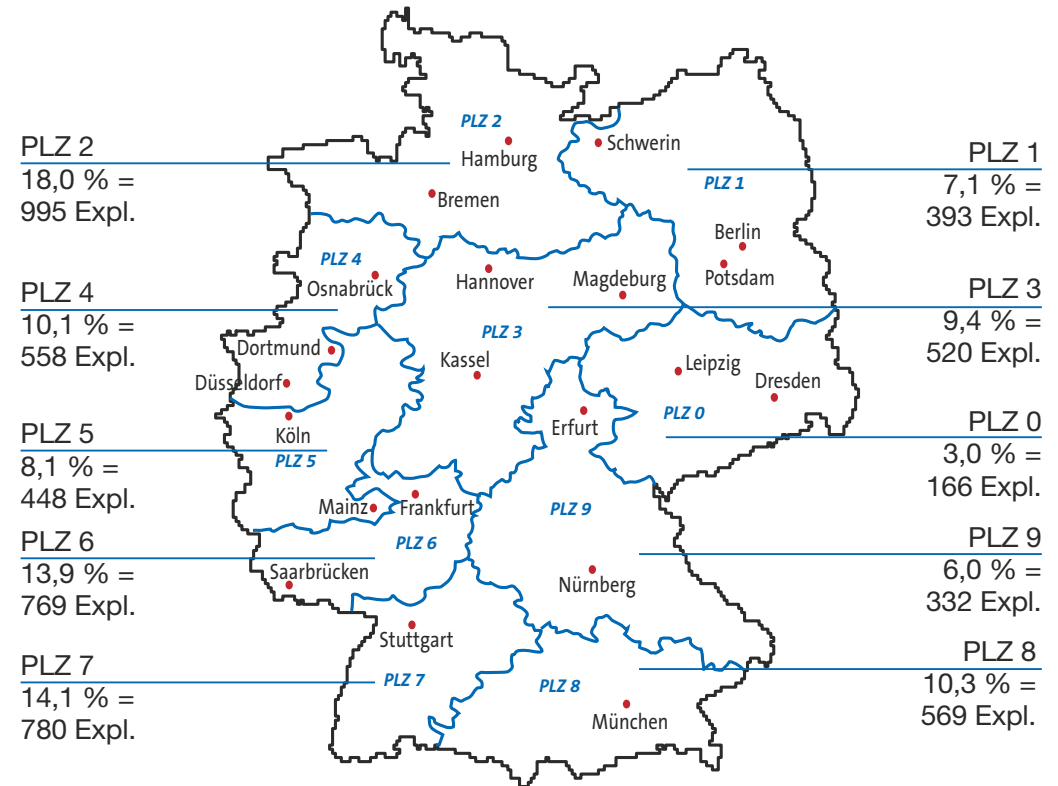 PLZ 2
18,0 % =
995 Expl.
PLZ 4
10,1 % =
558 Expl.
PLZ 5
8,1 % =
448 Expl.
PLZ 6
13,9 % =
769 Expl.
PLZ 7
14,1 % =
780 Expl.
PLZ 2
Hamburg
Bremen
Schwerin
PLZ 1
Berlin
Potsdam
PLZ 4
Osnabrück
Hannover
Magdeburg
PLZ 3
Dortmund
Kassel
Leipzig
Düsseldorf
Dresden
Erfurt
PLZ 0
Köln
PLZ 5
Mainz
Frankfurt
PLZ 9
PLZ 6
Saarbrücken
Nürnberg
Stuttgart
PLZ 7
PLZ 8
München
PLZ 1
7,1 % =
393 Expl.
PLZ 3
9,4 % =
520 Expl.
PLZ 0
3,0 % =
166 Expl.
PLZ 9
6,0 % =
332 Expl.
PLZ 8
10,3 % =
569 Expl.